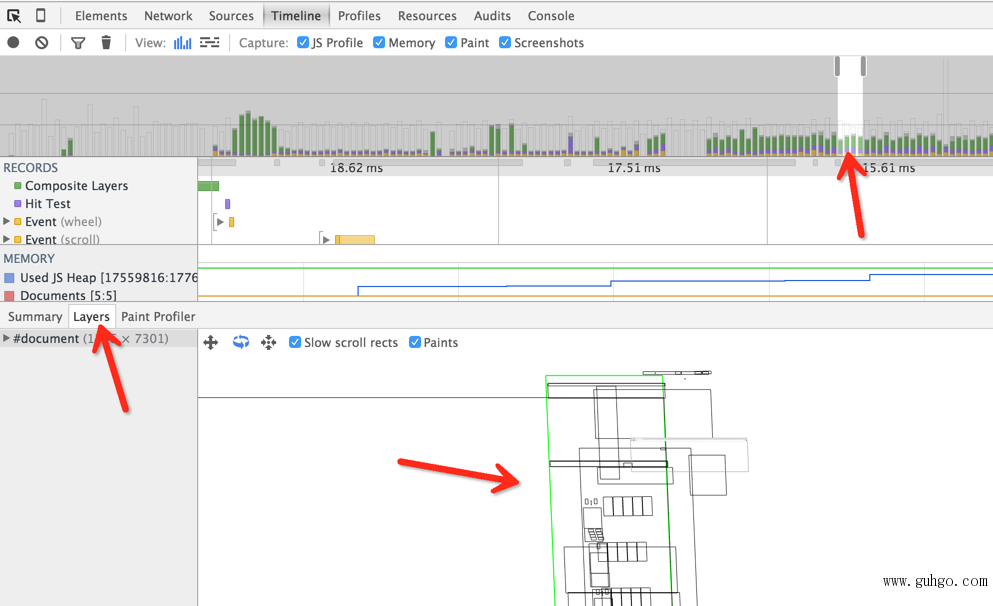 Elements Network Sources Timeline Profiles Resources Audits Console
View: Capture: JS Profile Memory Paint Screenshots
RECORDS
18.62 ms 17.51 ms 15.61 ms
Composite Layers
Hit Test
Event (wheel)
Event (scroll)
MEMORY
Used JS Heap [17559816:1776
Documents [5:5]
Summary Layers Paint Profiler
#document × 7301)
Slow scroll rects Paints
www.guhgo.com